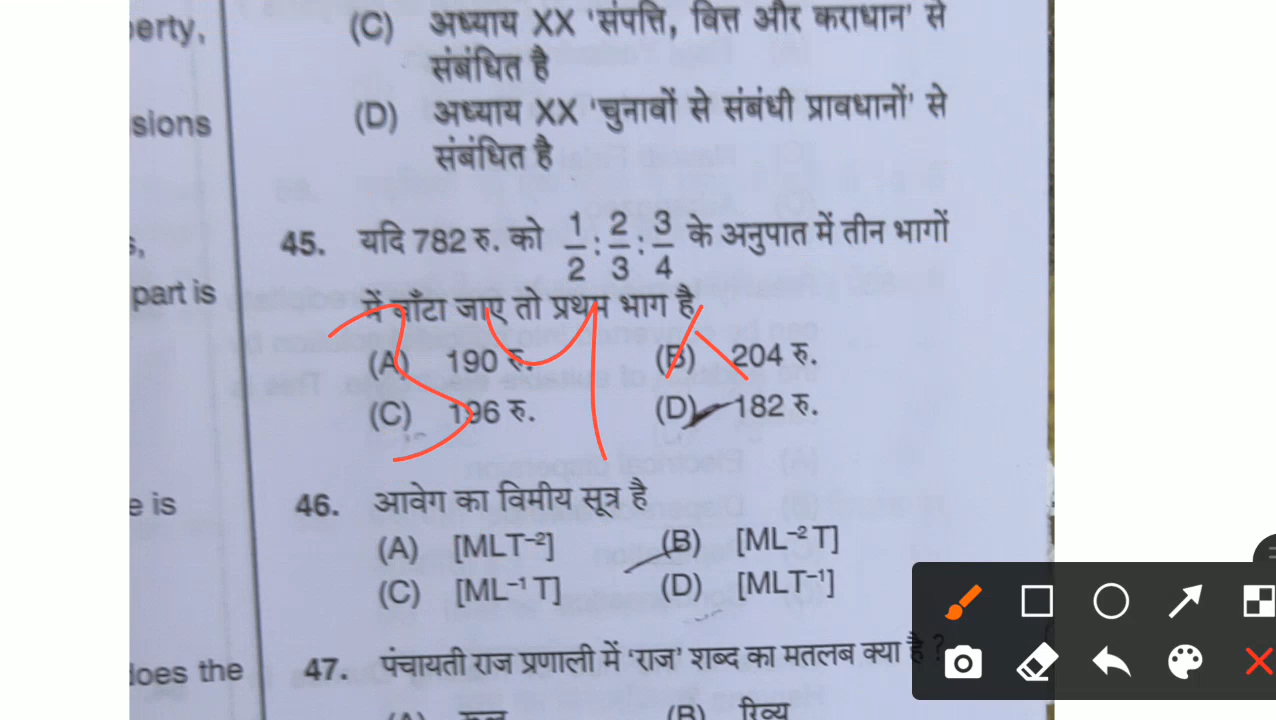 perty,
(C) अध्याय XX 'संपत्ति, वित्त और कराधान' से
संबंधित है
sions
(D) अध्याय XX 'चुनावों से संबंधी प्रावधानों' से
संबंधित है
s,
45. यदि 782 रु. को 1/2 : 2/3 : 3/4 के अनुपात में तीन भागों
part is
में बाँटा जाए तो प्रथम भाग है
(A) 190 रु. (B) 204 रु.
(C) 196 रु. (D) 182 रु.
e is
46. आवेग का विमीय सूत्र है
(A) [MLT⁻²] (B) [ML⁻²T]
(C) [ML⁻¹T] (D) [MLT⁻¹]
does the
47. पंचायती राज प्रणाली में 'राज' शब्द का मतलब क्या है ?
(A) (B)